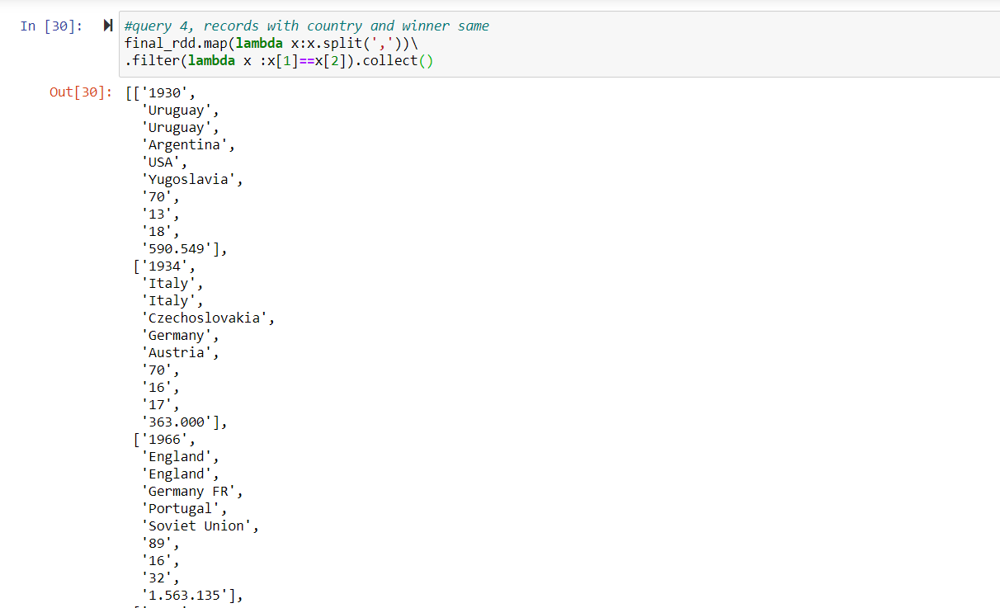 In [30]: #query 4, records with country and winner same
final_rdd.map(lambda x:x.split(','))\
.filter(lambda x :x[1]==x[2]).collect()
Out[30]: [['1930',
'Uruguay',
'Uruguay',
'Argentina',
'USA',
'Yugoslavia',
'70',
'13',
'18',
'590.549'],
['1934',
'Italy',
'Italy',
'Czechoslovakia',
'Germany',
'Austria',
'70',
'16',
'17',
'363.000'],
['1966',
'England',
'England',
'Germany FR',
'Portugal',
'Soviet Union',
'89',
'16',
'32',
'1.563.135'],